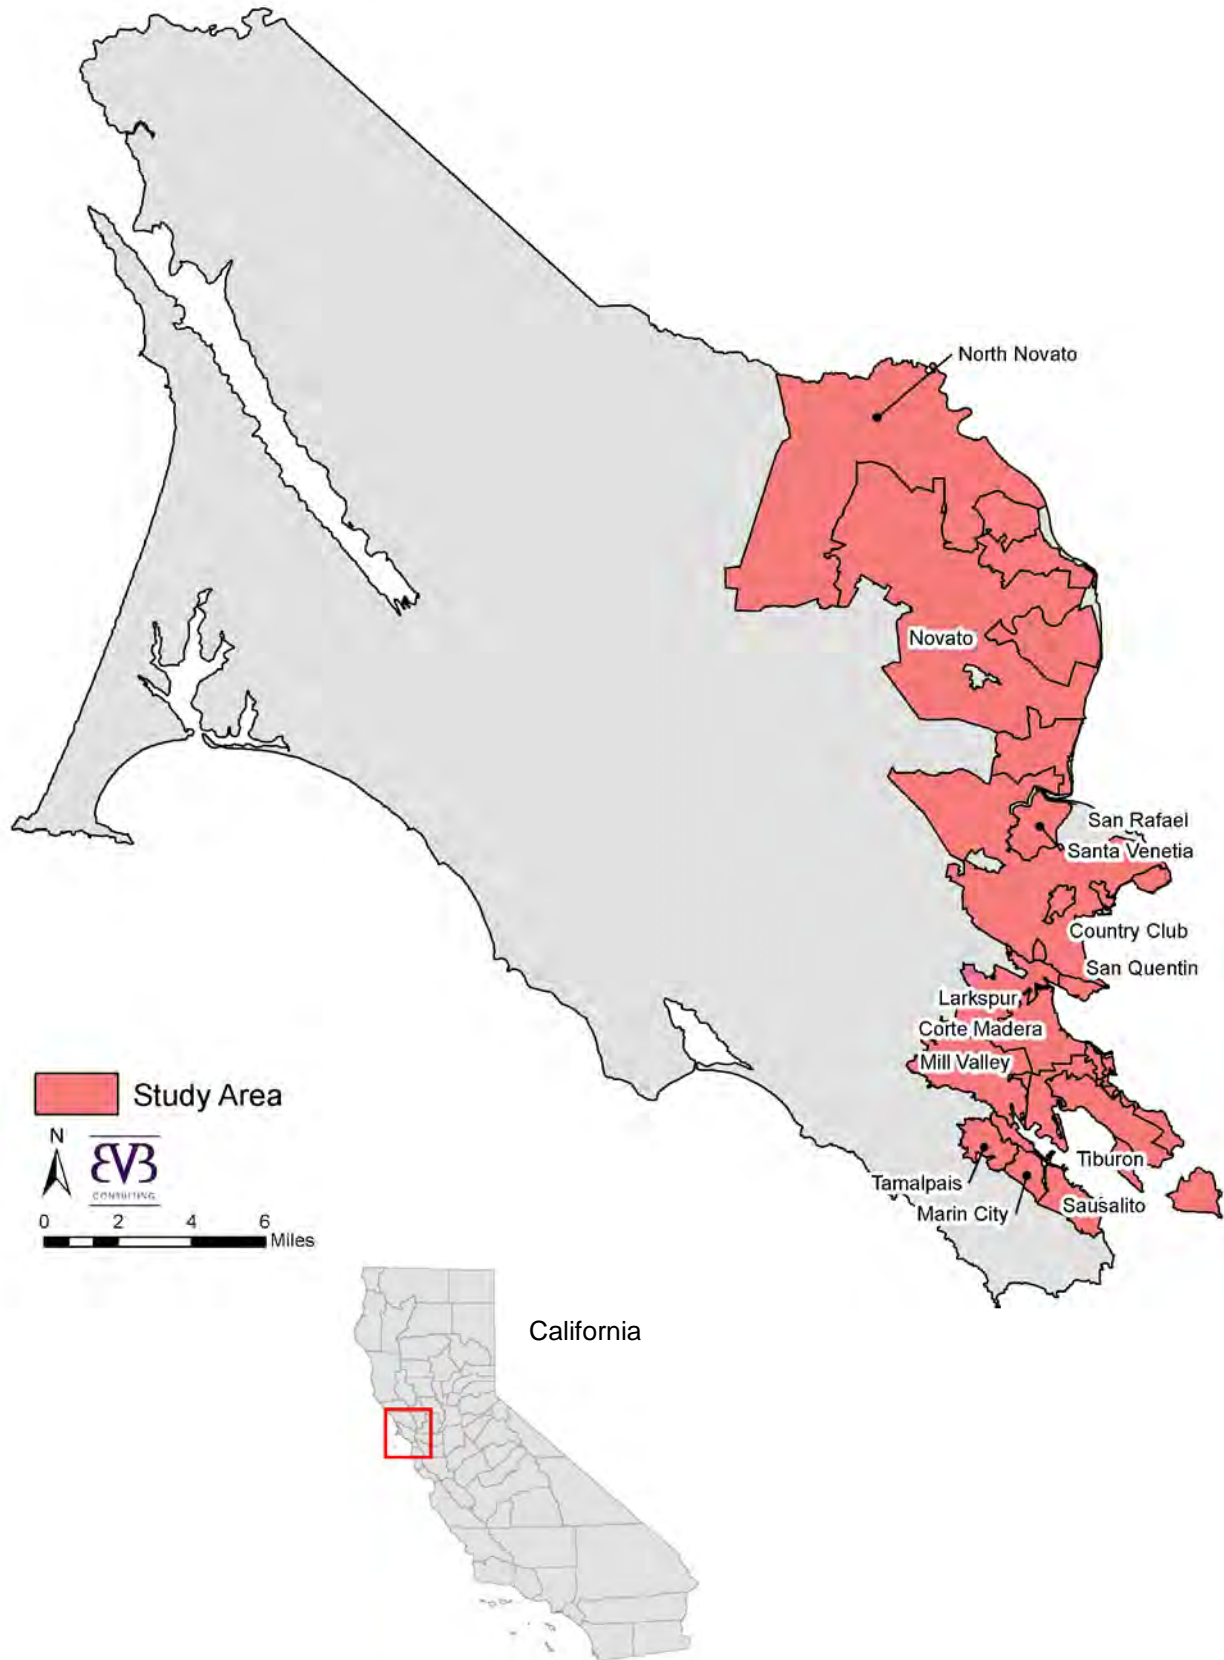 North Novato
Novato
San Rafael
Santa Venetia
Country Club
San Quentin
Larkspur
Corte Madera
Mill Valley
Tiburon
Tamalpais
Sausalito
Marin City
Study Area
N
EVB
CONSULTING
0 2 4 6
Miles
California